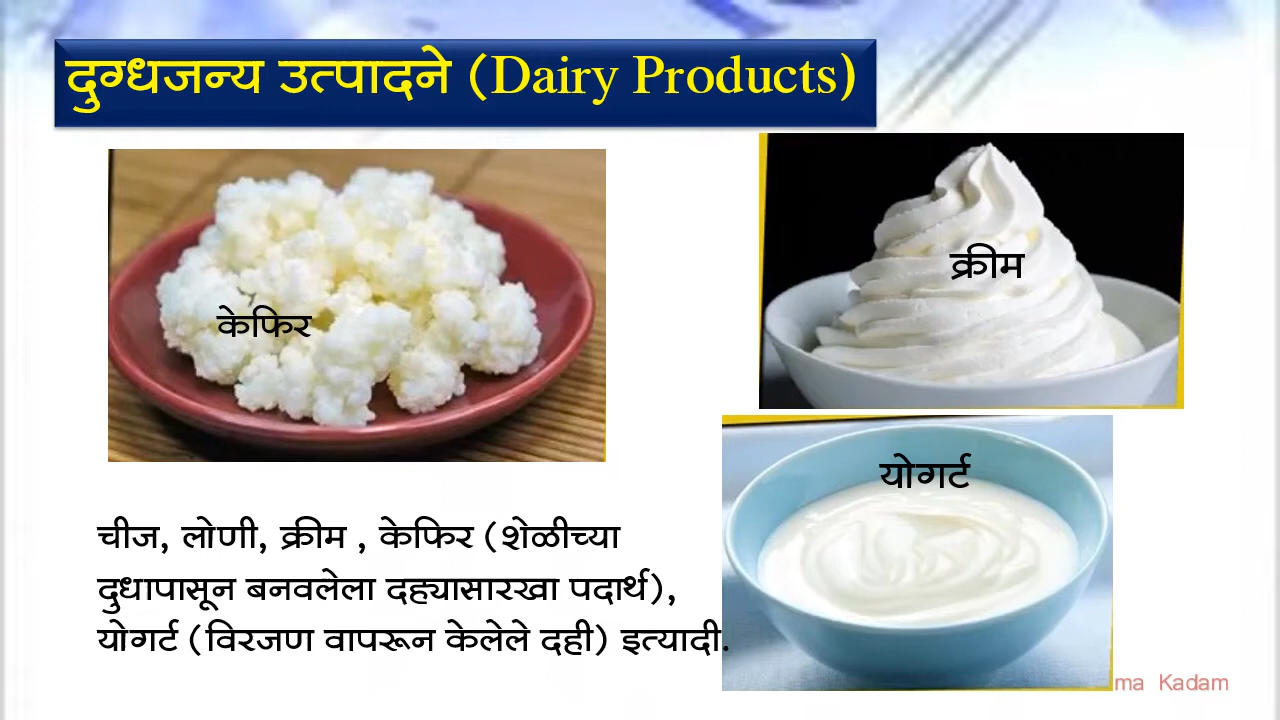 दुग्धजन्य उत्पादने (Dairy Products)
केफिर
क्रीम
योगर्ट
चीज, लोणी, क्रीम , केफिर (शेळीच्या
दुधापासून बनवलेला दह्यासारखा पदार्थ),
योगर्ट (विरजण वापरून केलेले दही) इत्यादी.
ma Kadam